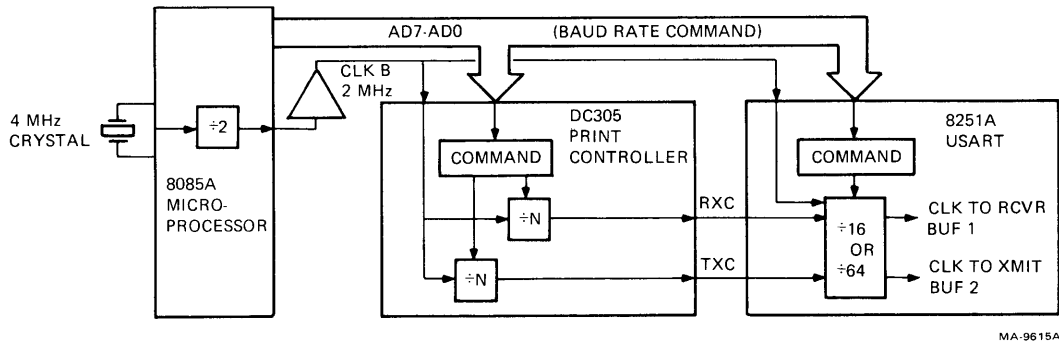 AD7-AD0
(BAUD RATE COMMAND)
CLK B
2 MHz
4 MHz
CRYSTAL
÷2
8085A
MICRO-
PROCESSOR
DC305
PRINT
CONTROLLER
COMMAND
÷N
÷N
RXC
TXC
8251A
USART
COMMAND
÷16
OR
÷64
CLK TO RCVR
BUF 1
CLK TO XMIT
BUF 2
MA-9615A